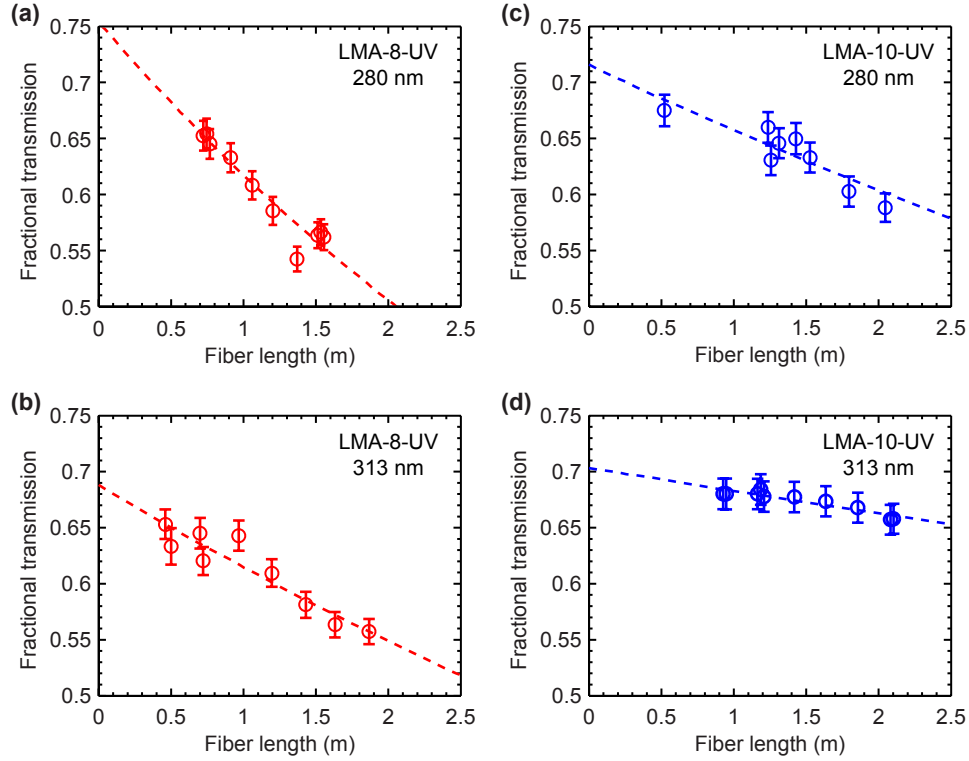 (a)
LMA-8-UV
280 nm
Fractional transmission
0.75
0.7
0.65
0.6
0.55
0.5
0 0.5 1 1.5 2 2.5
Fiber length (m)
(c)
LMA-10-UV
280 nm
Fractional transmission
0.75
0.7
0.65
0.6
0.55
0.5
0 0.5 1 1.5 2 2.5
Fiber length (m)
(b)
LMA-8-UV
313 nm
Fractional transmission
0.75
0.7
0.65
0.6
0.55
0.5
0 0.5 1 1.5 2 2.5
Fiber length (m)
(d)
LMA-10-UV
313 nm
Fractional transmission
0.75
0.7
0.65
0.6
0.55
0.5
0 0.5 1 1.5 2 2.5
Fiber length (m)